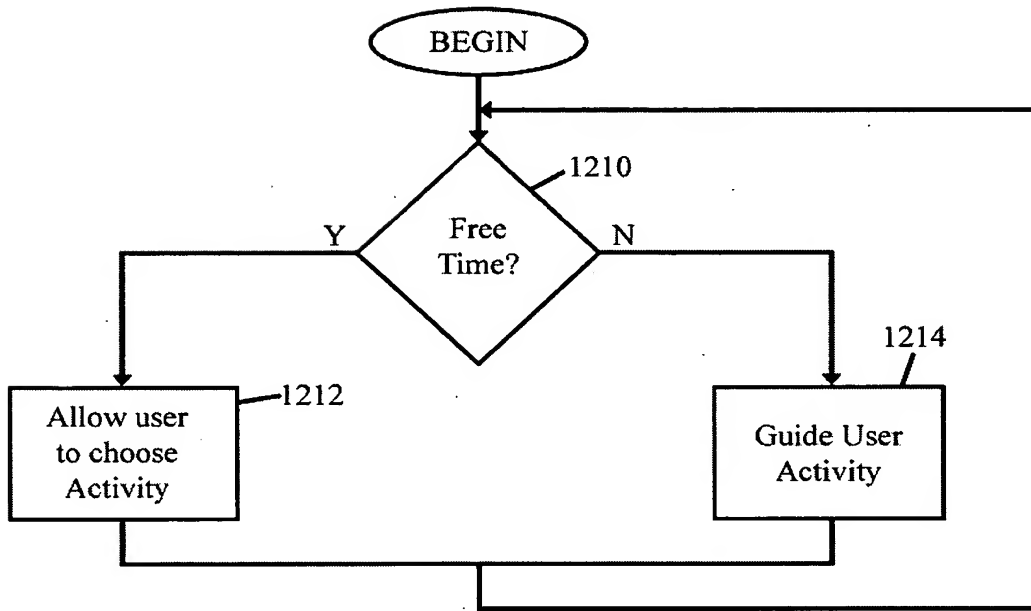 BEGIN
1210
Y
Free
Time?
N
1214
1212
Allow user
to choose
Activity
Guide User
Activity